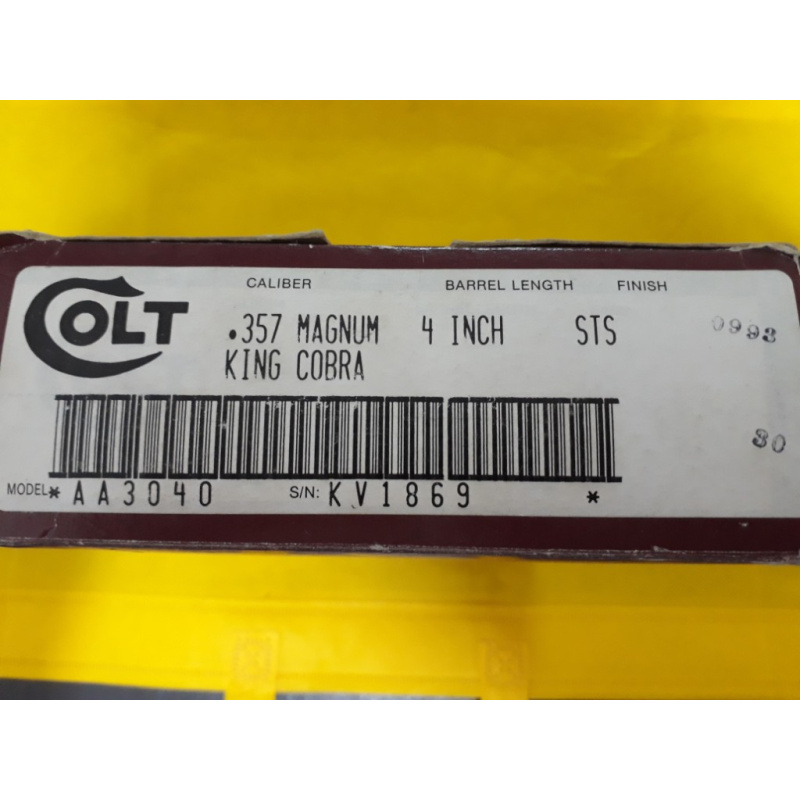 COLT
CALIBER BARREL LENGTH FINISH
.357 MAGNUM 4 INCH STS 0993
KING COBRA
30
MODEL* AA3040 S/N: KV1869 *